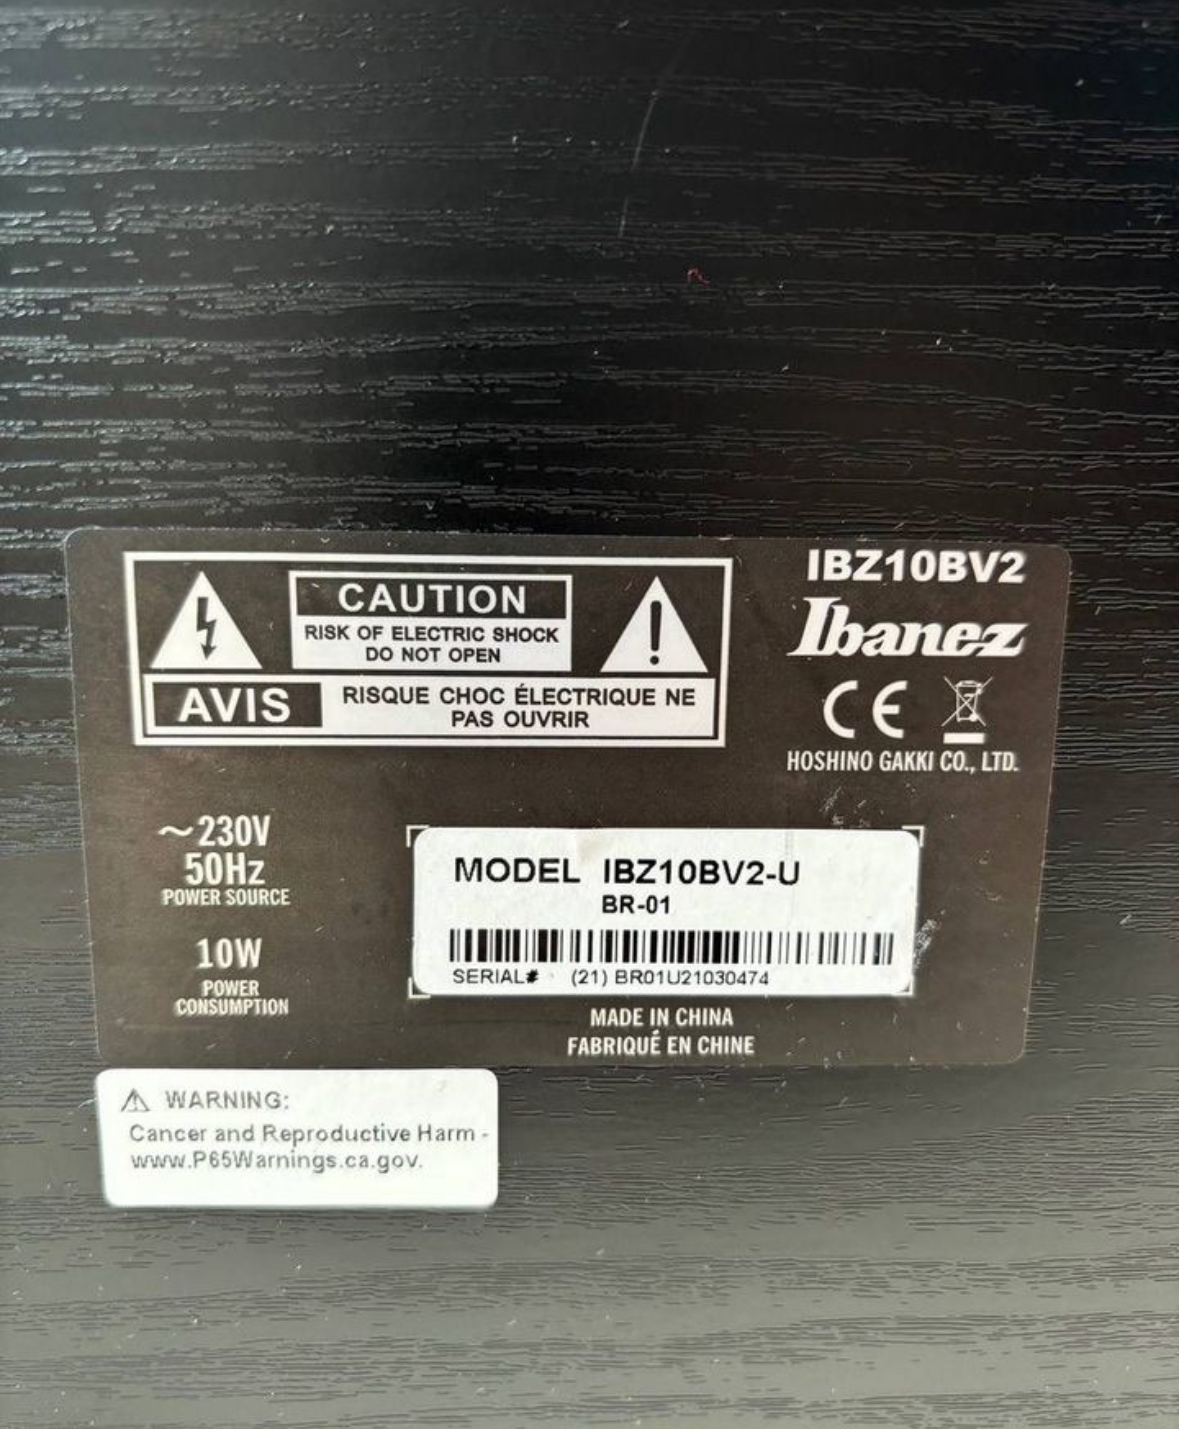 CAUTION
RISK OF ELECTRIC SHOCK
DO NOT OPEN
AVIS
RISQUE CHOC ÉLECTRIQUE NE
PAS OUVRIR
IBZ10BV2
Ibanez
CE
HOSHINO GAKKI CO., LTD.
~230V
50Hz
POWER SOURCE
10W
POWER
CONSUMPTION
MODEL IBZ10BV2-U
BR-01
SERIAL# (21) BR01U21030474
MADE IN CHINA
FABRIQUÉ EN CHINE
⚠ WARNING:
Cancer and Reproductive Harm -
www.P65Warnings.ca.gov.